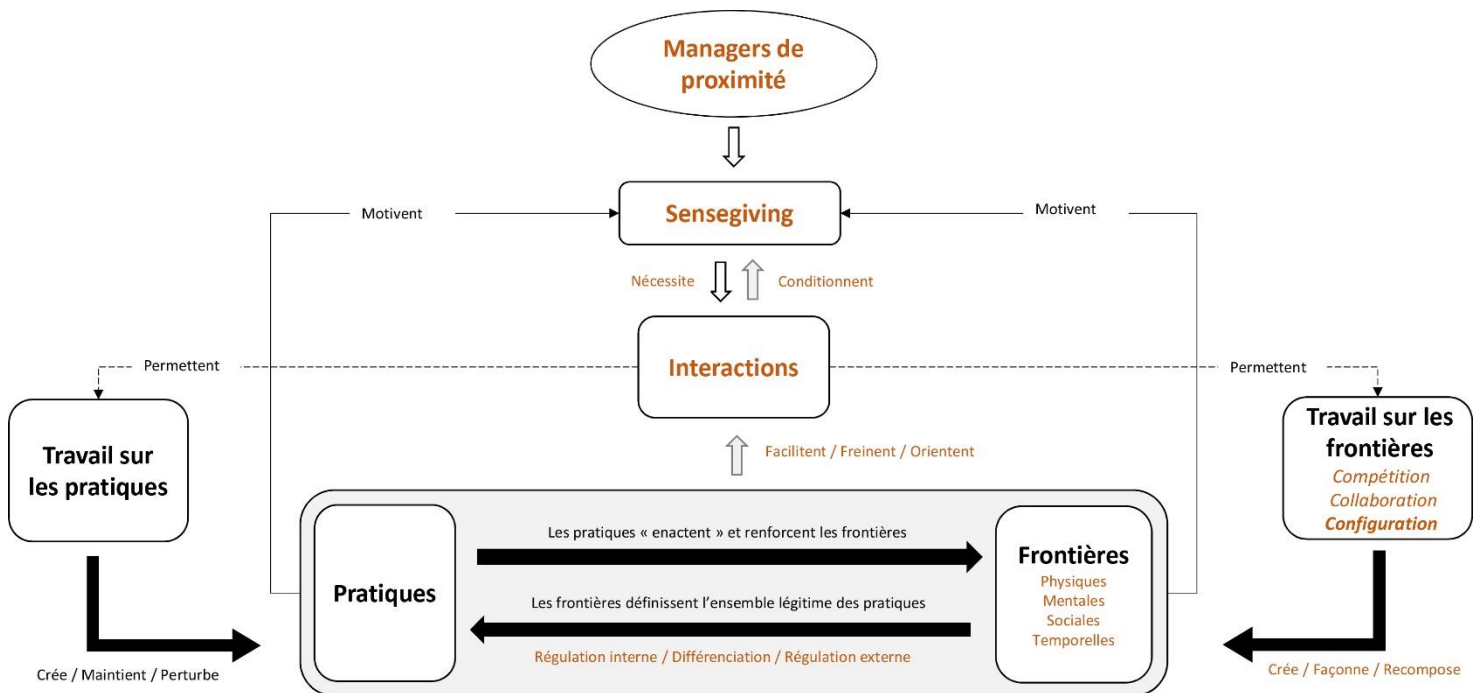 Managers de
proximité
Motivent
Sensegiving
Motivent
Nécessite
Conditionnent
Permettent
Interactions
Permettent
Travail sur
les pratiques
Travail sur les
frontières
Compétition
Collaboration
Configuration
Facilitent / Freinent / Orientent
Pratiques
Les pratiques « enactent » et renforcent les frontières
Les frontières définissent l’ensemble légitime des pratiques
Régulation interne / Différenciation / Régulation externe
Frontières
Physiques
Mentales
Sociales
Temporelles
Crée / Maintient / Perturbe
Crée / Façonne / Recompose